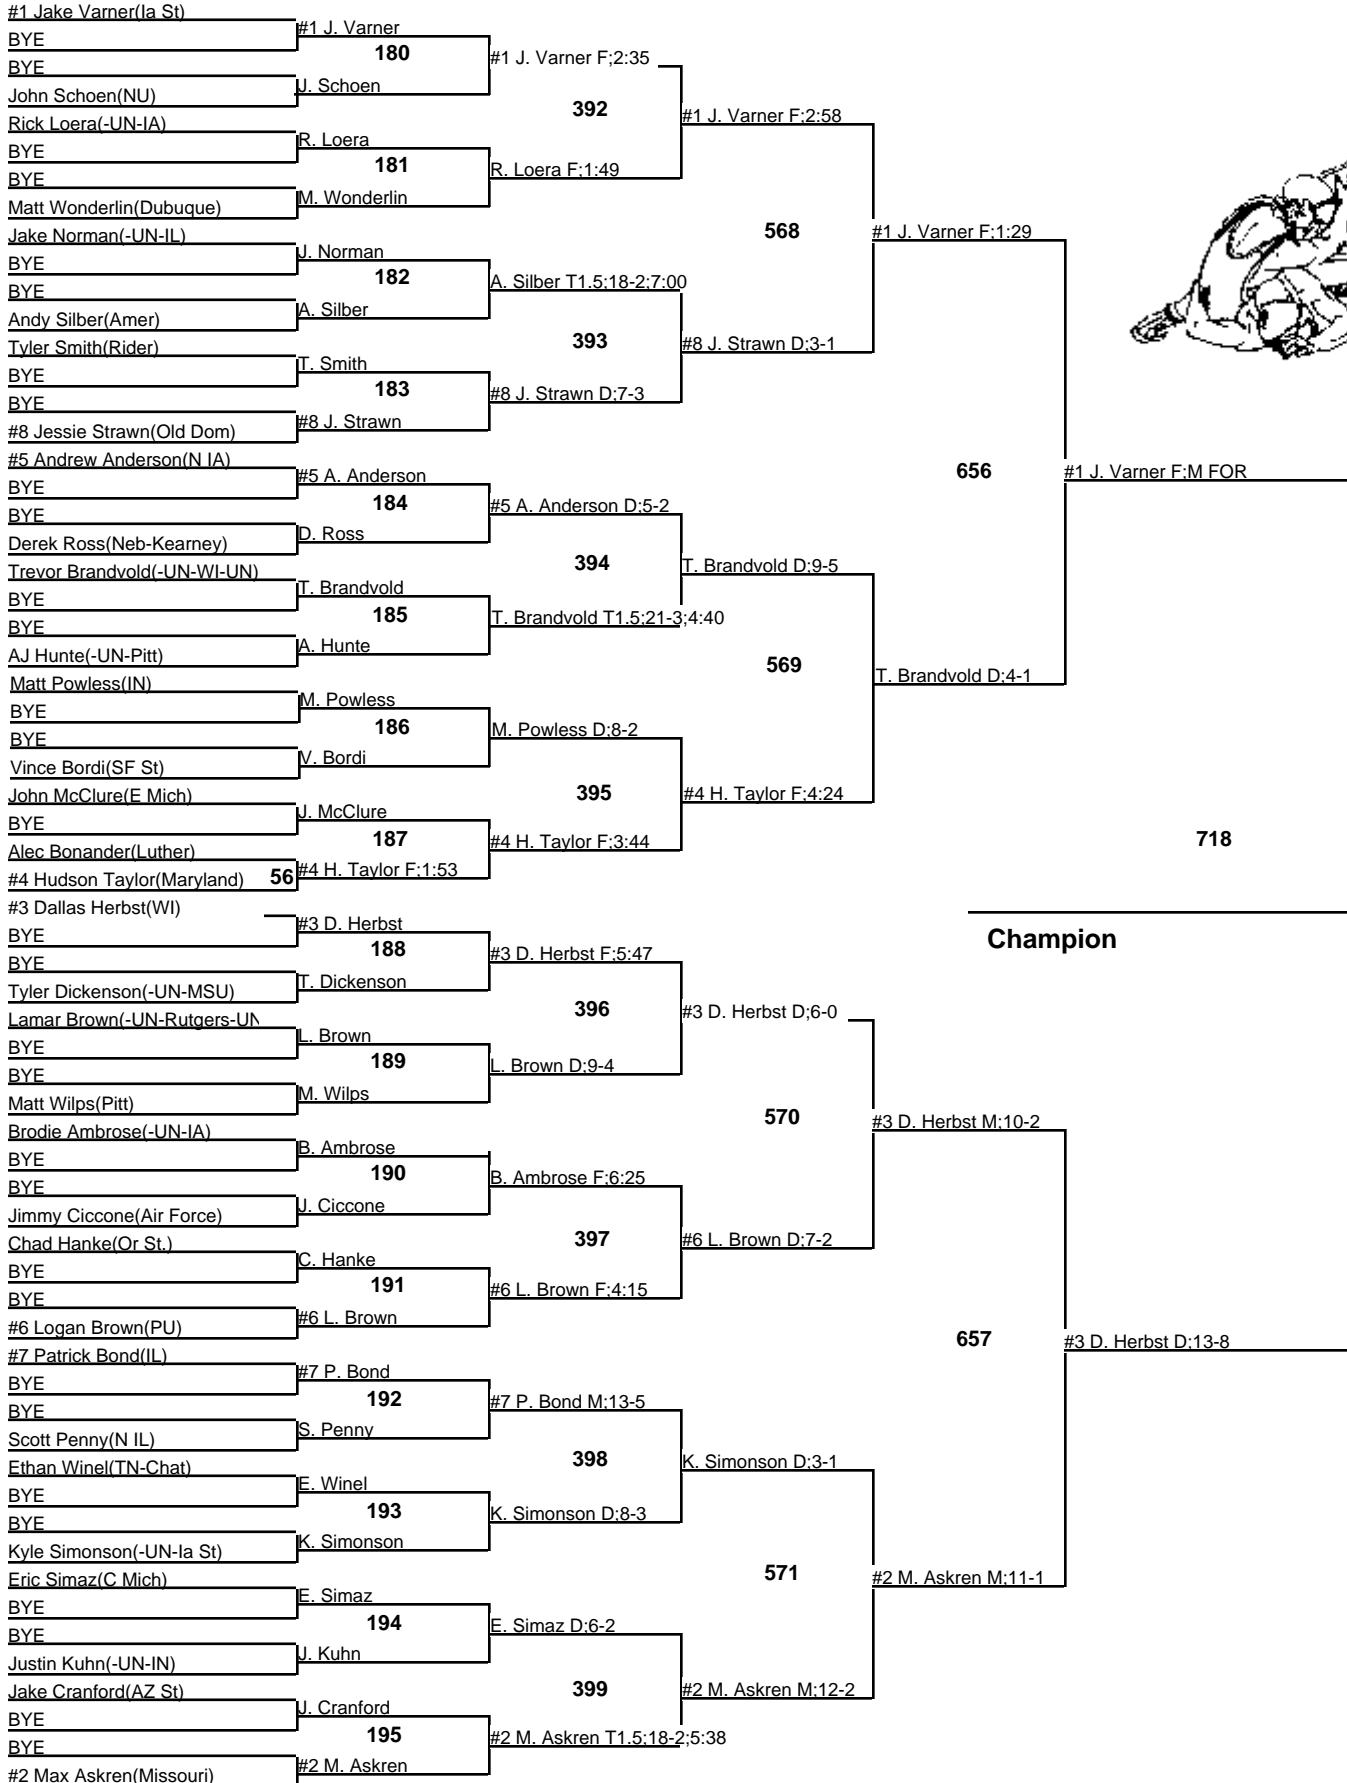 #1 Jake Varner(Ia St)
BYE
BYE
John Schoen(NU)
Rick Loera(-UN-IA)
BYE
BYE
Matt Wonderlin(Dubuque)
Jake Norman(-UN-IL)
BYE
BYE
Andy Silber(Amer)
Tyler Smith(Rider)
BYE
BYE
#8 Jessie Strawn(Old Dom)
#5 Andrew Anderson(N IA)
BYE
BYE
Derek Ross(Neb-Kearney)
Trevor Brandvold(-UN-WI-UN)
BYE
BYE
AJ Hunte(-UN-Pitt)
Matt Powless(IN)
BYE
BYE
Vince Bordi(SF St)
John McClure(E Mich)
BYE
Alec Bonander(Luther)
#4 Hudson Taylor(Maryland) 56
#3 Dallas Herbst(WI)
BYE
BYE
Tyler Dickenson(-UN-MSU)
Lamar Brown(-UN-Rutgers-UN
BYE
BYE
Matt Wilps(Pitt)
Brodie Ambrose(-UN-IA)
BYE
BYE
Jimmy Ciccone(Air Force)
Chad Hanke(Or St.)
BYE
BYE
#6 Logan Brown(PU)
#7 Patrick Bond(IL)
BYE
BYE
Scott Penny(N IL)
Ethan Winel(TN-Chat)
BYE
BYE
Kyle Simonson(-UN-Ia St)
Eric Simaz(C Mich)
BYE
BYE
Justin Kuhn(-UN-IN)
Jake Cranford(AZ St)
BYE
BYE
#2 Max Askren(Missouri)
#1 J. Varner
180
J. Schoen
R. Loera
181
M. Wonderlin
J. Norman
182
A. Silber
T. Smith
183
#8 J. Strawn
#5 A. Anderson
184
D. Ross
T. Brandvold
185
A. Hunte
M. Powless
186
V. Bordi
J. McClure
187
#4 H. Taylor F;1:53
#3 D. Herbst
188
T. Dickenson
L. Brown
189
M. Wilps
B. Ambrose
190
J. Ciccone
C. Hanke
191
#6 L. Brown
#7 P. Bond
192
S. Penny
E. Winel
193
K. Simonson
E. Simaz
194
J. Kuhn
J. Cranford
195
#2 M. Askren
#1 J. Varner F;2:35
392
R. Loera F;1:49
A. Silber T1.5;18-2;7:00
393
#8 J. Strawn D;7-3
#5 A. Anderson D;5-2
394
T. Brandvold T1.5;21-3;4:40
M. Powless D;8-2
395
#4 H. Taylor F;3:44
#3 D. Herbst F;5:47
396
L. Brown D;9-4
B. Ambrose F;6:25
397
#6 L. Brown F;4:15
#7 P. Bond M;13-5
398
K. Simonson D;8-3
E. Simaz D;6-2
399
#2 M. Askren T1.5;18-2;5:38
#1 J. Varner F;2:58
568
#8 J. Strawn D;3-1
T. Brandvold D;9-5
569
#4 H. Taylor F;4:24
#3 D. Herbst D;6-0
570
#6 L. Brown D;7-2
K. Simonson D;3-1
571
#2 M. Askren M;12-2
#1 J. Varner F;1:29
656
T. Brandvold D;4-1
#3 D. Herbst M;10-2
657
#2 M. Askren M;11-1
#1 J. Varner F;M FOR
718
#3 D. Herbst D;13-8
Champion